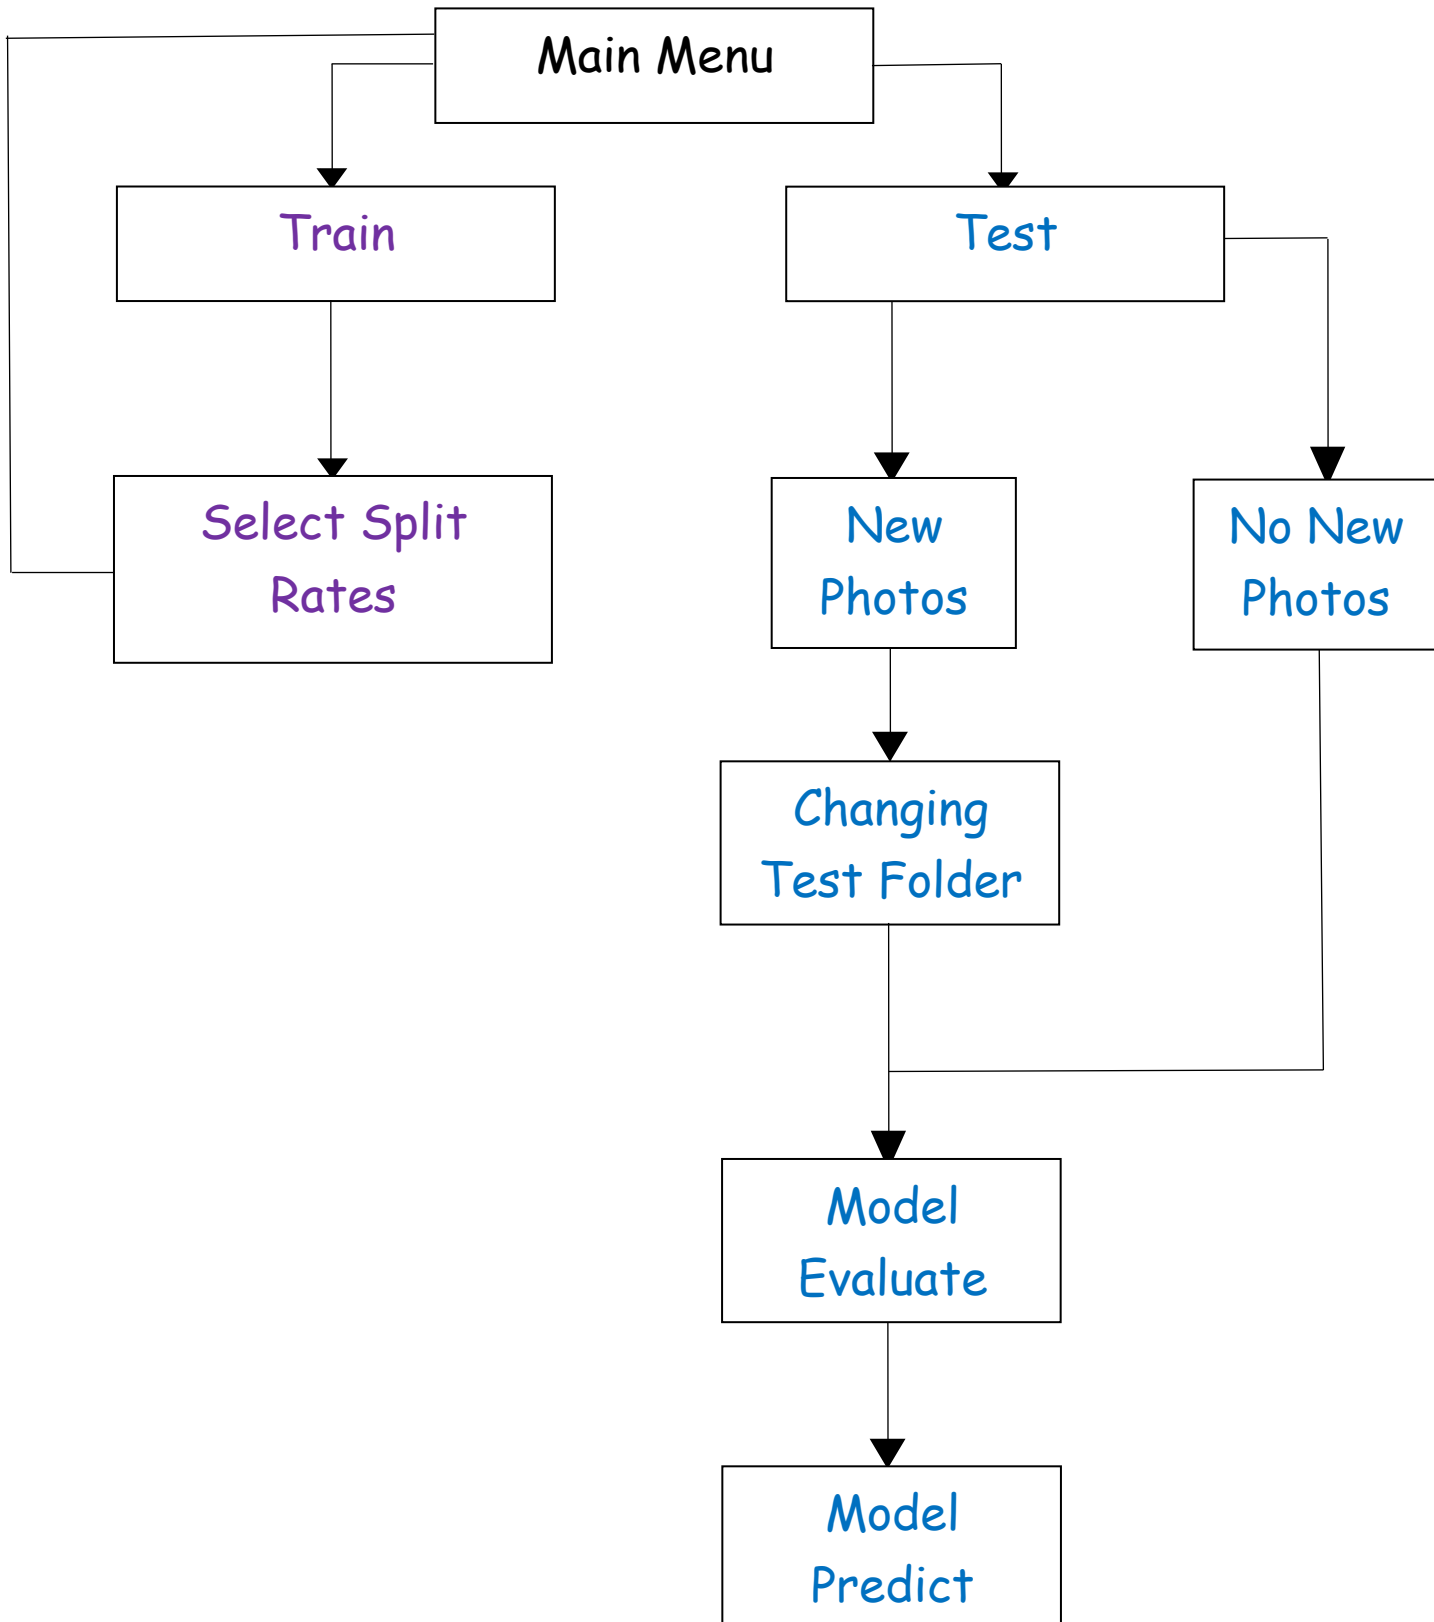 Main Menu
Train
Test
Select Split
Rates
New
Photos
No New
Photos
Changing
Test Folder
Model
Evaluate
Model
Predict